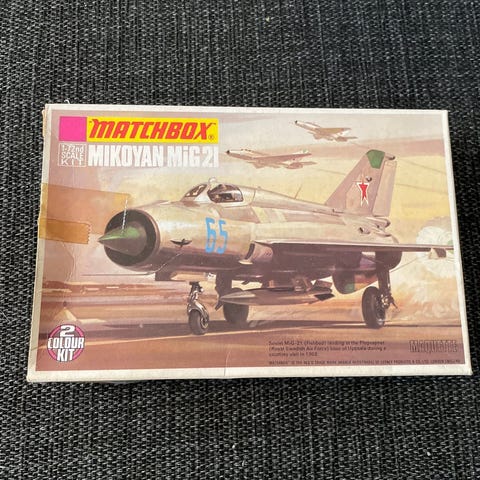 MATCHBOX®
1-72nd
SCALE
KIT
MIKOYAN MiG 21
65
2
COLOUR
KIT
Soviet MiG-21 (Fishbed) landing at the Flygvapnet
(Royal Swedish Air Force) base at Uppsala during a
courtesy visit in 1968.
MAQUETTE